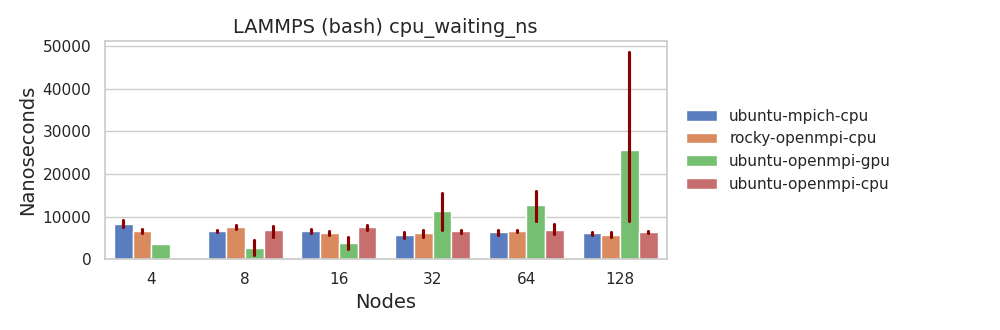 LAMMPS (bash) cpu_waiting_ns
50000
40000
30000
20000
10000
0
Nanoseconds
4 8 16 32 64 128
Nodes
ubuntu-mpich-cpu
rocky-openmpi-cpu
ubuntu-openmpi-gpu
ubuntu-openmpi-cpu